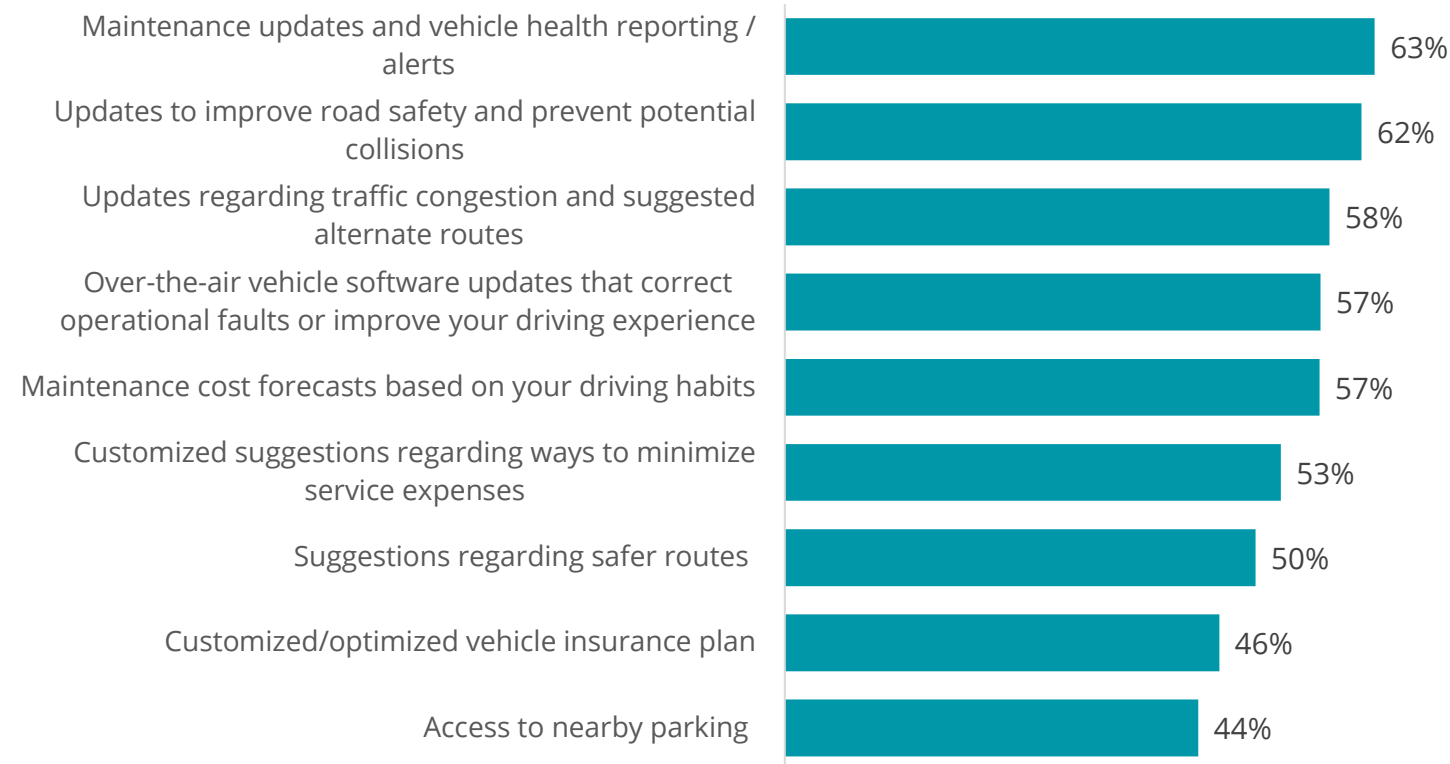 Maintenance updates and vehicle health reporting /
alerts
63%
Updates to improve road safety and prevent potential
collisions
62%
Updates regarding traffic congestion and suggested
alternate routes
58%
Over-the-air vehicle software updates that correct
operational faults or improve your driving experience
57%
Maintenance cost forecasts based on your driving habits
57%
Customized suggestions regarding ways to minimize
service expenses
53%
Suggestions regarding safer routes
50%
Customized/optimized vehicle insurance plan
46%
Access to nearby parking
44%